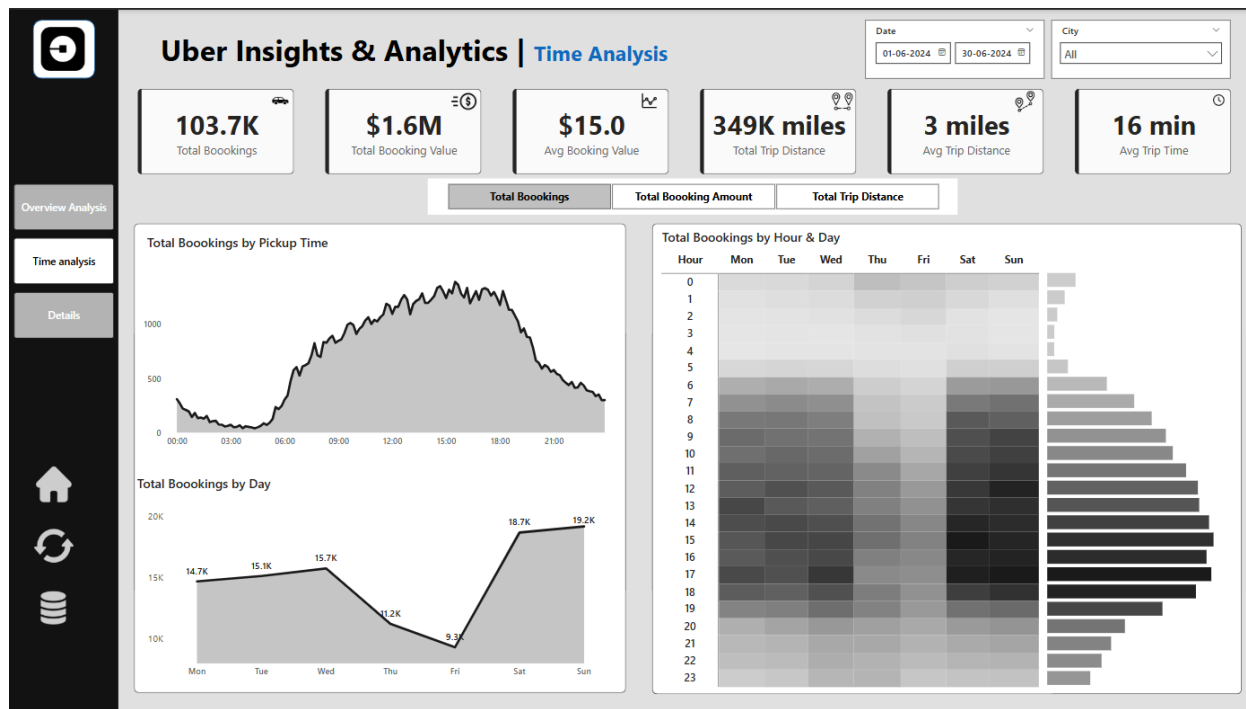 Uber Insights & Analytics | Time Analysis
Date
01-06-2024 30-06-2024
City
All
103.7K
Total Boookings
$1.6M
Total Boooking Value
$15.0
Avg Booking Value
349K miles
Total Trip Distance
3 miles
Avg Trip Distance
16 min
Avg Trip Time
Total Boookings Total Boooking Amount Total Trip Distance
Overview Analysis
Time analysis
Details
Total Boookings by Pickup Time
1000
500
0
00:00 03:00 06:00 09:00 12:00 15:00 18:00 21:00
Total Boookings by Day
20K
15K
10K
14.7K 15.1K 15.7K 11.2K 9.3K 18.7K 19.2K
Mon Tue Wed Thu Fri Sat Sun
Total Boookings by Hour & Day
Hour Mon Tue Wed Thu Fri Sat Sun
0
1
2
3
4
5
6
7
8
9
10
11
12
13
14
15
16
17
18
19
20
21
22
23